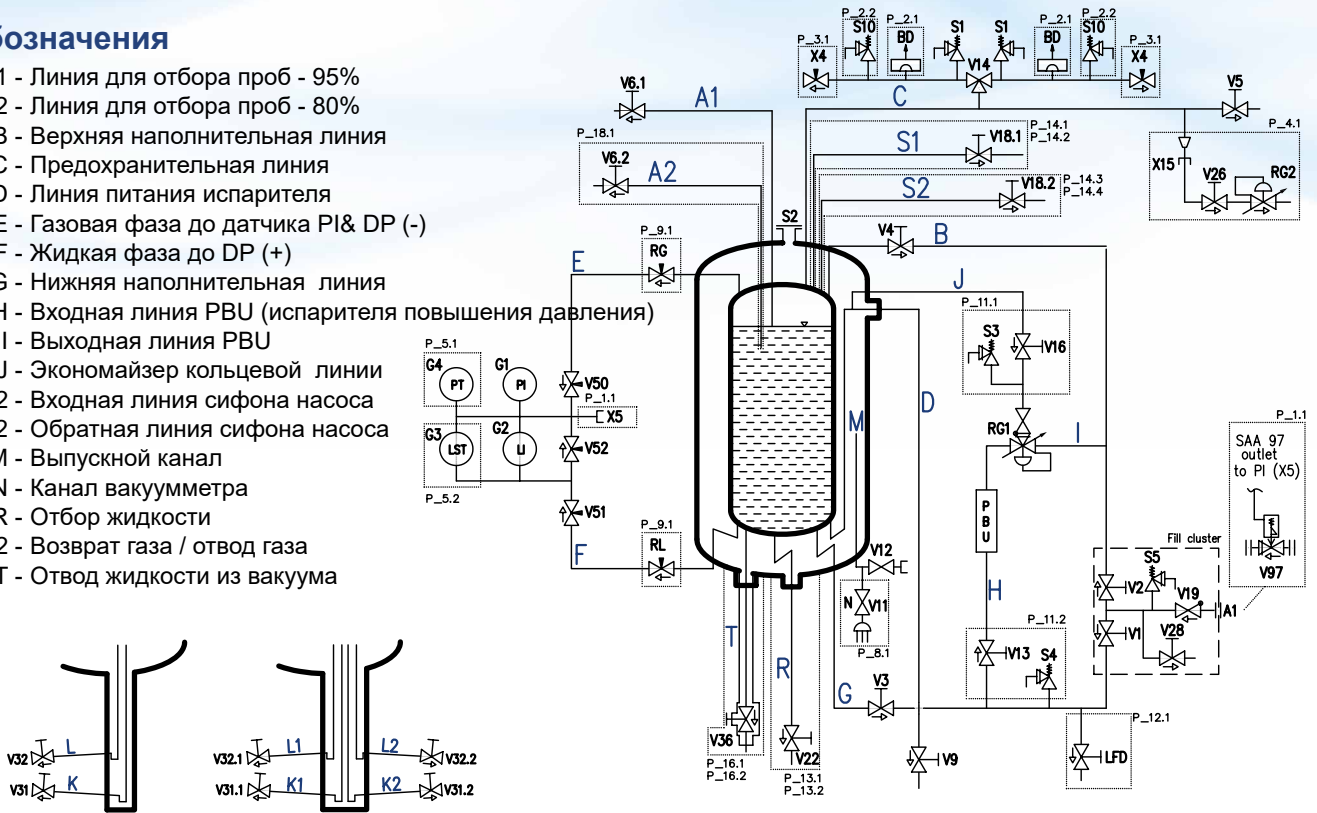 бозначения
1 - Линия для отбора проб - 95%
2 - Линия для отбора проб - 80%
В - Верхняя наполнительная линия
С - Предохранительная линия
D - Линия питания испарителя
E - Газовая фаза до датчика PI& DP (-)
F - Жидкая фаза до DP (+)
G - Нижняя наполнительная линия
H - Входная линия PBU (испарителя повышения давления)
I - Выходная линия PBU
J - Экономайзер кольцевой линии
2 - Входная линия сифона насоса
2 - Обратная линия сифона насоса
M - Выпускной канал
N - Канал вакуумметра
R - Отбор жидкости
2 - Возврат газа / отвод газа
T - Отвод жидкости из вакуума
P_2.2 P_2.1 P_2.1 P_2.2
S10 BD S1 S1 BD S10
P_3.1 P_3.1
X4 V14 X4
V6.1 A1 C V5
P_18.1 P_14.1 P_4.1
V6.2 S1 V18.1 P_14.2
A2 X15 V26 RG2
S2 V18.2 P_14.3
P_14.4
S2 V4 B
P_9.1
E RG J
P_11.1
S3 V16
P_5.1
G4 G1
PT PI V50
P_1.1
X5
G3 G2
LST LI V52
P_5.2
V51
M D
RG1 I
P_1.1
SAA 97
outlet
to PI (X5)
V97
P
B
U
P_9.1
F RL
V12
N V11
P_8.1
H
Fill cluster
S5
V2 V19
A1
V1 V28
P_11.2
V13 S4
T R G V3
P_12.1
V36 V22 V9 LFD
P_16.1
P_16.2
P_13.1
P_13.2
V32 L
V31 K
V32.1 L1 L2 V32.2
V31.1 K1 K2 V31.2